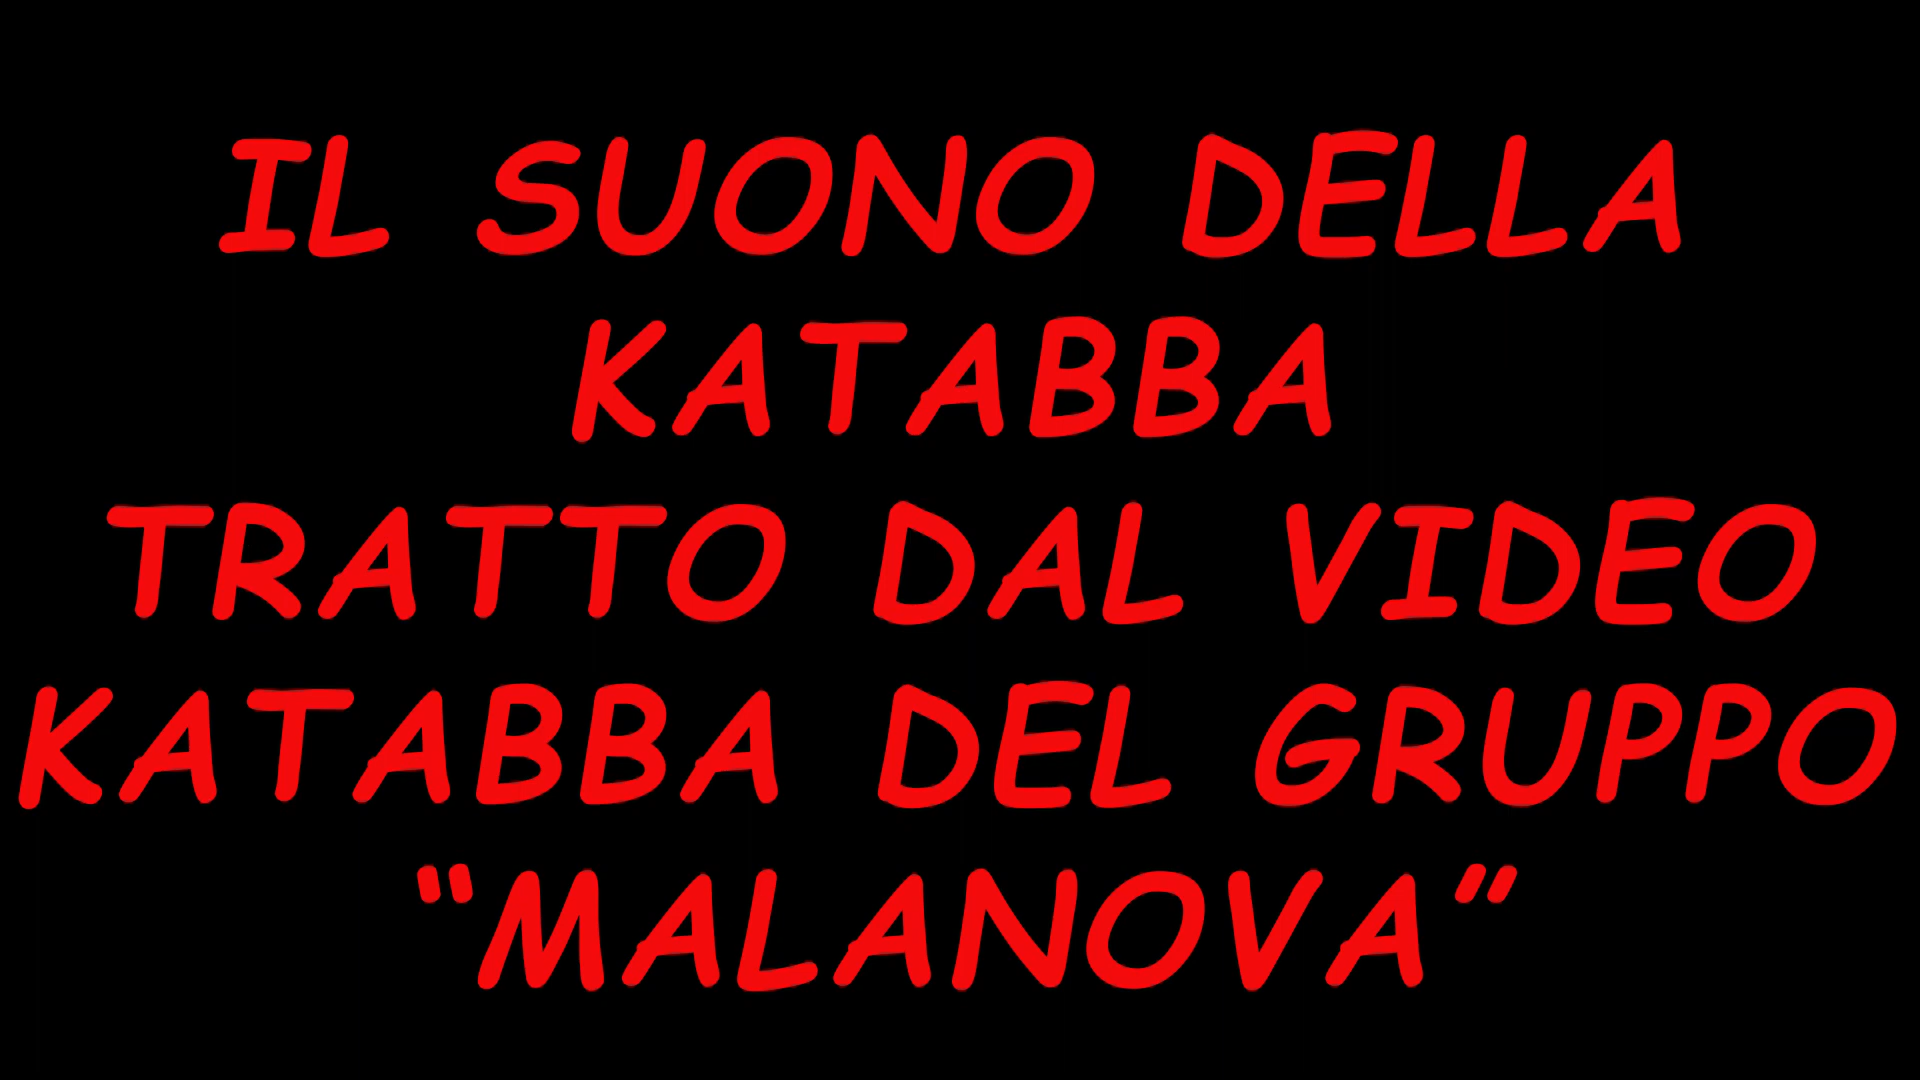 IL SUONO DELLA
KATABBA
TRATTO DAL VIDEO
KATABBA DEL GRUPPO
“MALANOVA”